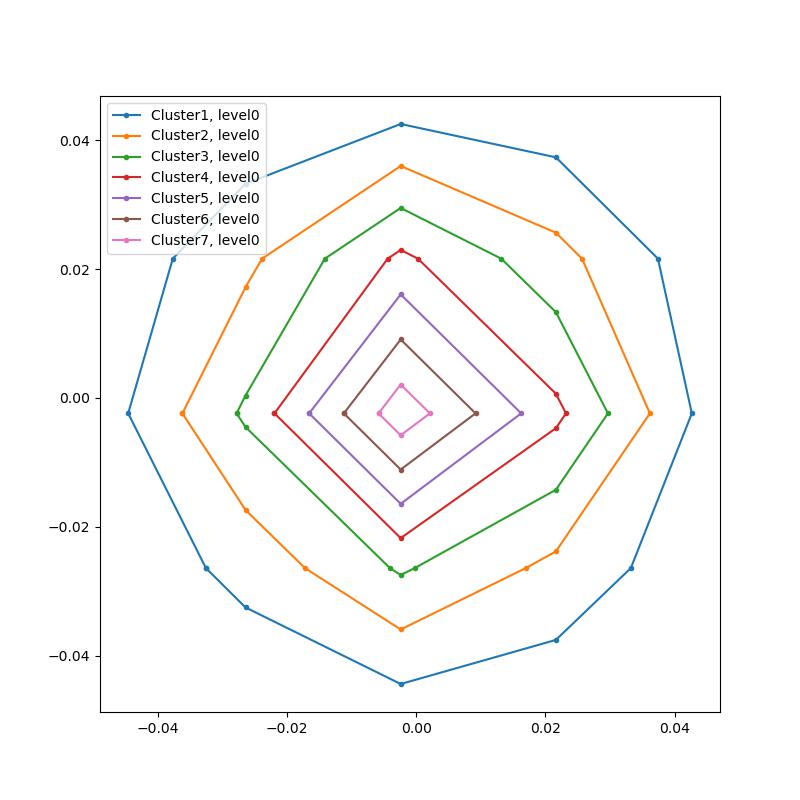 Cluster1, level0
Cluster2, level0
Cluster3, level0
Cluster4, level0
Cluster5, level0
Cluster6, level0
Cluster7, level0
0.04
0.02
0.00
−0.02
−0.04
−0.04 −0.02 0.00 0.02 0.04